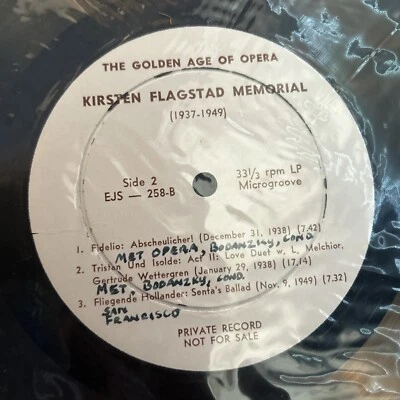 THE GOLDEN AGE OF OPERA
KIRSTEN FLAGSTAD MEMORIAL
(1937-1949)
Side 2
EJS — 258-B
33⅓ rpm LP
Microgroove
1. Fidelio: Abscheulicher! (December 31, 1938) (7.42)
MET OPERA, BODANZKY, COND
2. Tristan Und Isolde: Act II: Love Duet w. L. Melchior,
Gertrude Wettergren (January 29, 1938) (17.14)
MET, BODANZKY, COND.
3. Fliegende Hollander: Senta's Ballad (Nov. 9, 1949) (7.32)
SAN
FRANCISCO
PRIVATE RECORD
NOT FOR SALE